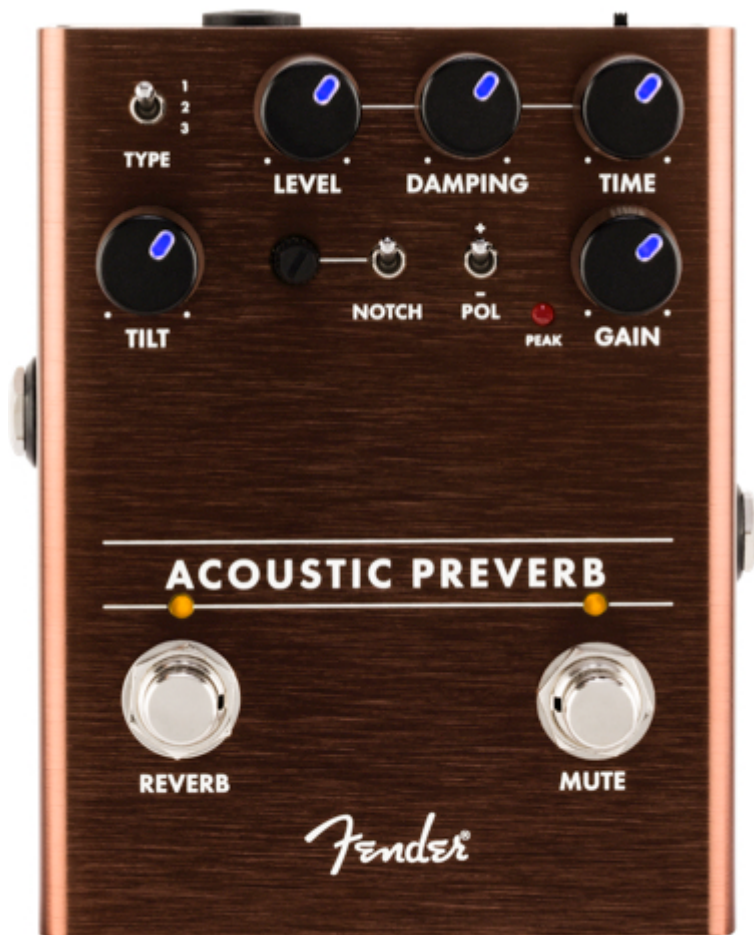 1
2
3
TYPE
LEVEL
DAMPING
TIME
TILT
NOTCH
+
POL
-
PEAK
GAIN
ACOUSTIC PREVERB
REVERB
MUTE
Fender®